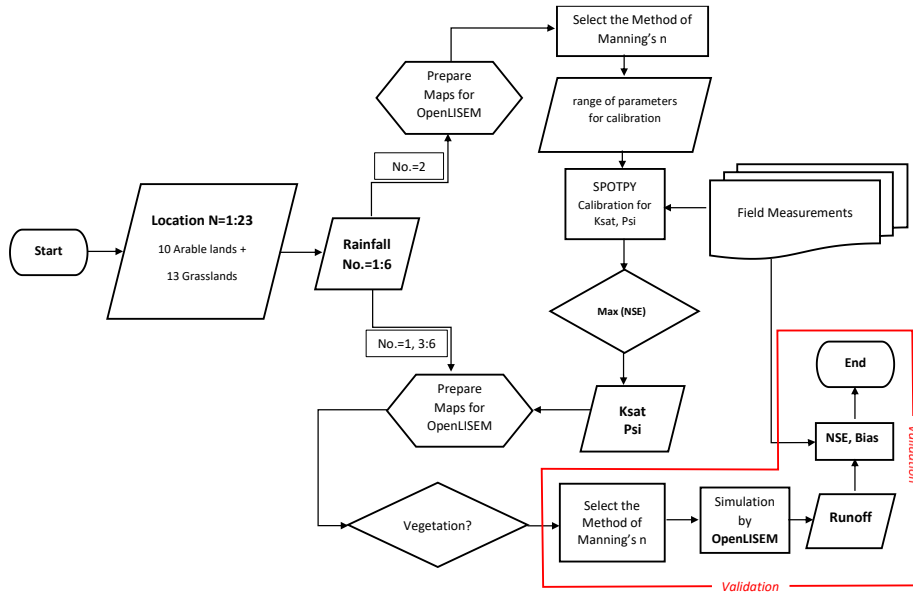 Select the Method of
Manning's n
Prepare
Maps for
OpenLISEM
range of parameters
for calibration
No.=2
SPOTPY
Calibration for
Ksat, Psi
Field Measurements
Location N=1:23
10 Arable lands +
13 Grasslands
Start
Rainfall
No.=1:6
Max (NSE)
No.=1, 3:6
Prepare
Maps for
OpenLISEM
Ksat
Psi
End
NSE, Bias
Validation
Vegetation?
Select the
Method of
Manning's n
Simulation
by
OpenLISEM
Runoff
Validation